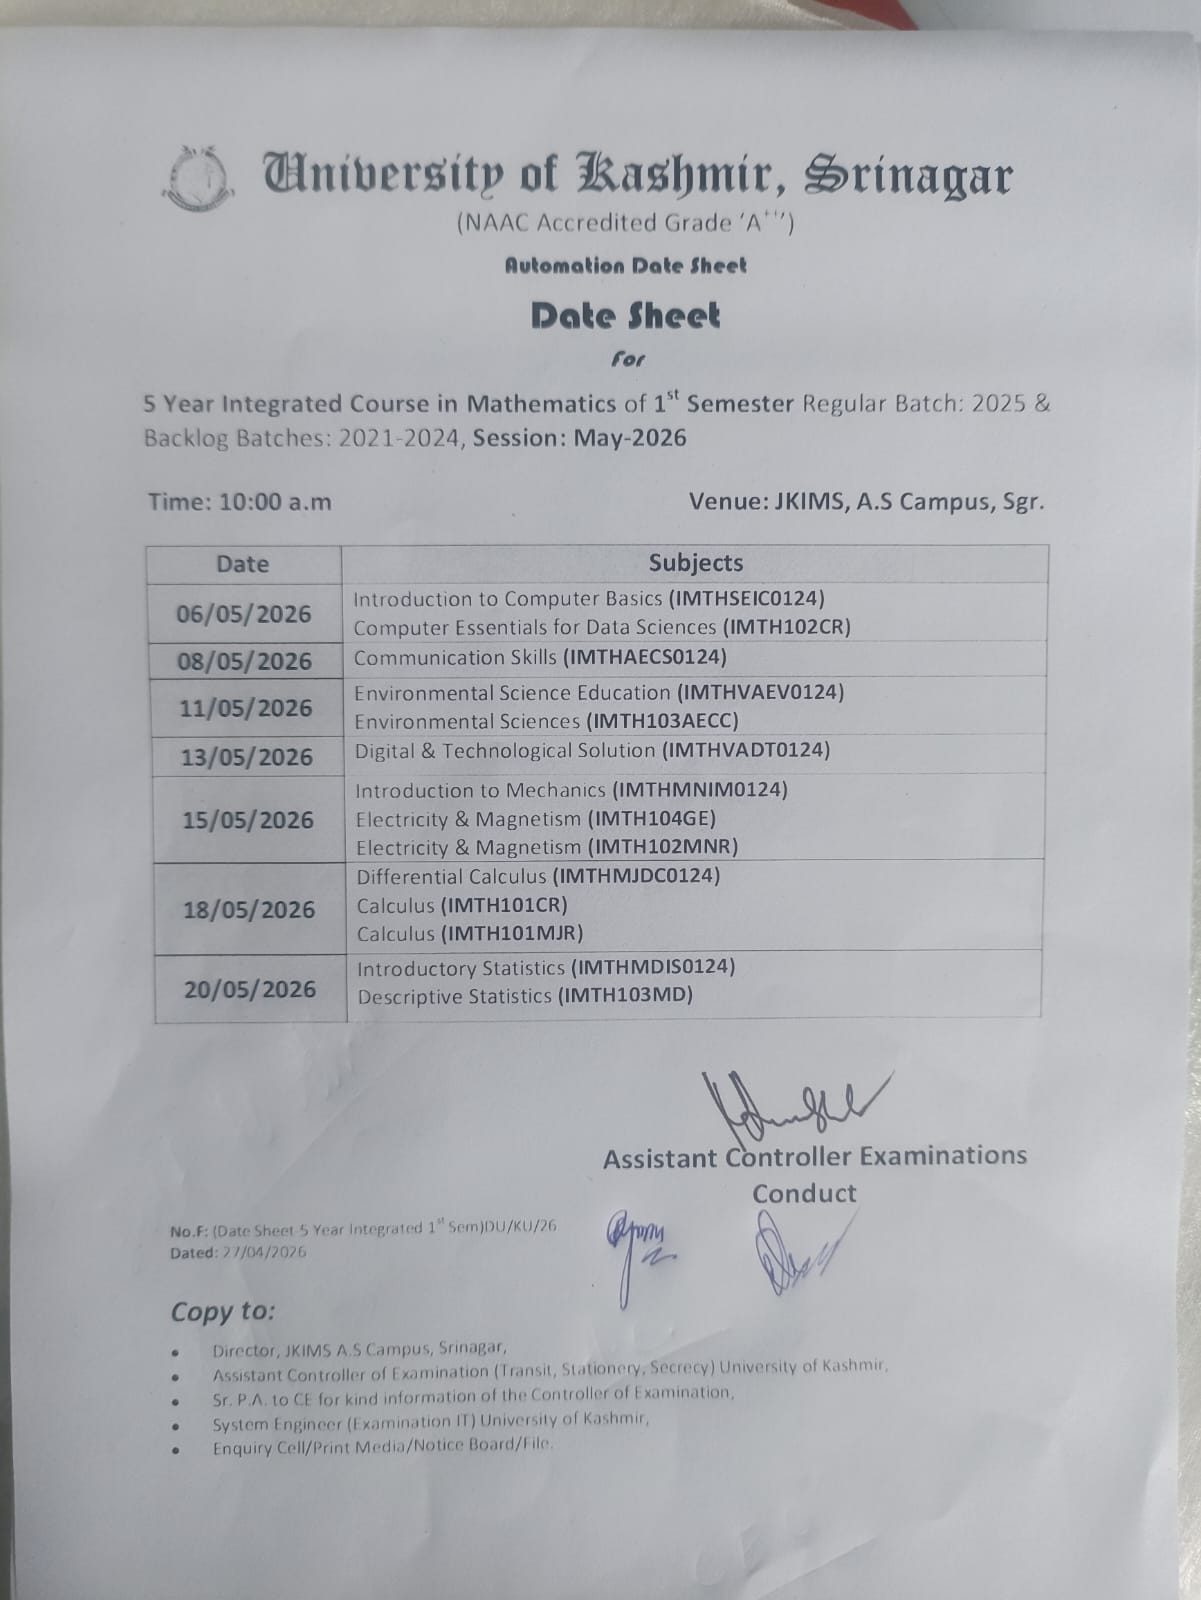 University of Kashmir, Srinagar
(NAAC Accredited Grade 'A++')
Automation Date Sheet
Date Sheet
For
5 Year Integrated Course in Mathematics of 1st Semester Regular Batch: 2025 &
Backlog Batches: 2021-2024, Session: May-2026
Time: 10:00 a.m Venue: JKIMS, A.S Campus, Sgr.
Date Subjects
06/05/2026 Introduction to Computer Basics (IMTHSEIC0124)
Computer Essentials for Data Sciences (IMTH102CR)
08/05/2026 Communication Skills (IMTHAECS0124)
11/05/2026 Environmental Science Education (IMTHVAEV0124)
Environmental Sciences (IMTH103AECC)
13/05/2026 Digital & Technological Solution (IMTHVADT0124)
15/05/2026 Introduction to Mechanics (IMTHMNIM0124)
Electricity & Magnetism (IMTH104GE)
Electricity & Magnetism (IMTH102MNR)
18/05/2026 Differential Calculus (IMTHMJDC0124)
Calculus (IMTH101CR)
Calculus (IMTH101MJR)
20/05/2026 Introductory Statistics (IMTHMDIS0124)
Descriptive Statistics (IMTH103MD)
Assistant Controller Examinations
Conduct
No.F: (Date Sheet 5 Year Integrated 1st Sem)DU/KU/26
Dated: 27/04/2026
Copy to:
• Director, JKIMS A.S Campus, Srinagar,
• Assistant Controller of Examination (Transit, Stationery, Secrecy) University of Kashmir,
• Sr. P.A. to CE for kind information of the Controller of Examination,
• System Engineer (Examination IT) University of Kashmir,
• Enquiry Cell/Print Media/Notice Board/File.